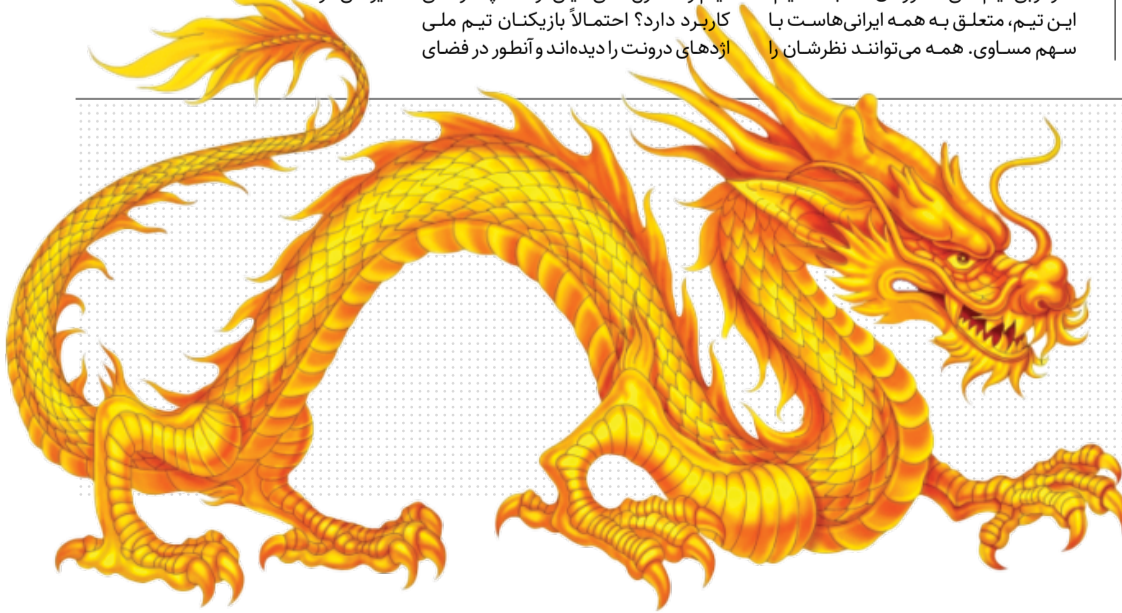 این تیم، متعلق به همه ایرانی‌هاست با
سهم مساوی. همه می‌توانند نظرشان را
کاربرد دارد؟ احتمالاً بازیکنان تیم ملی
اژدهای درونت را دیده‌اند و آنطور در فضای